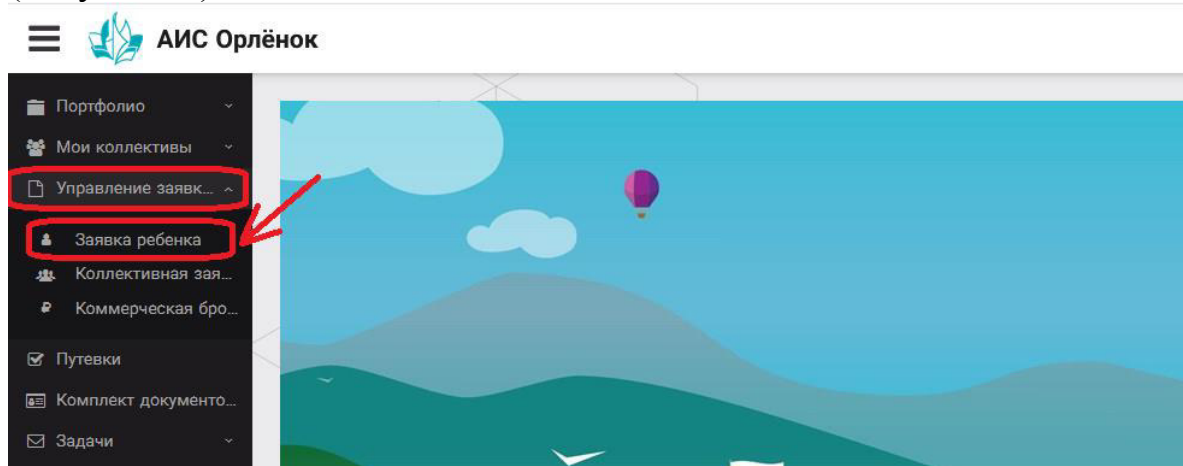 АИС Орлёнок
Портфолио
Мои коллективы
Управление заявк...
Заявка ребенка
Коллективная зая...
Коммерческая бро...
Путевки
Комплект документо...
Задачи